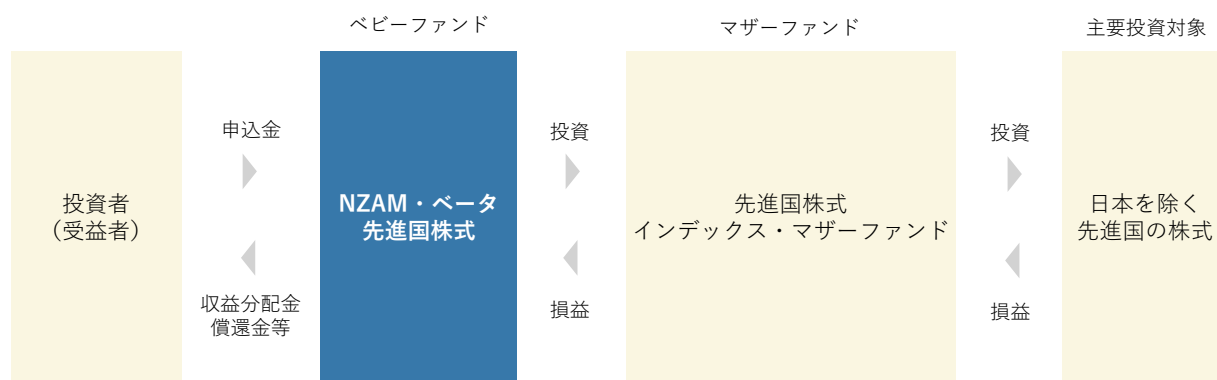 ベビーファンド
マザーファンド
主要投資対象
投資者
（受益者）
申込金
収益分配金
償還金等
NZAM・ベータ
先進国株式
投資
損益
先進国株式
インデックス・マザーファンド
投資
損益
日本を除く
先進国の株式